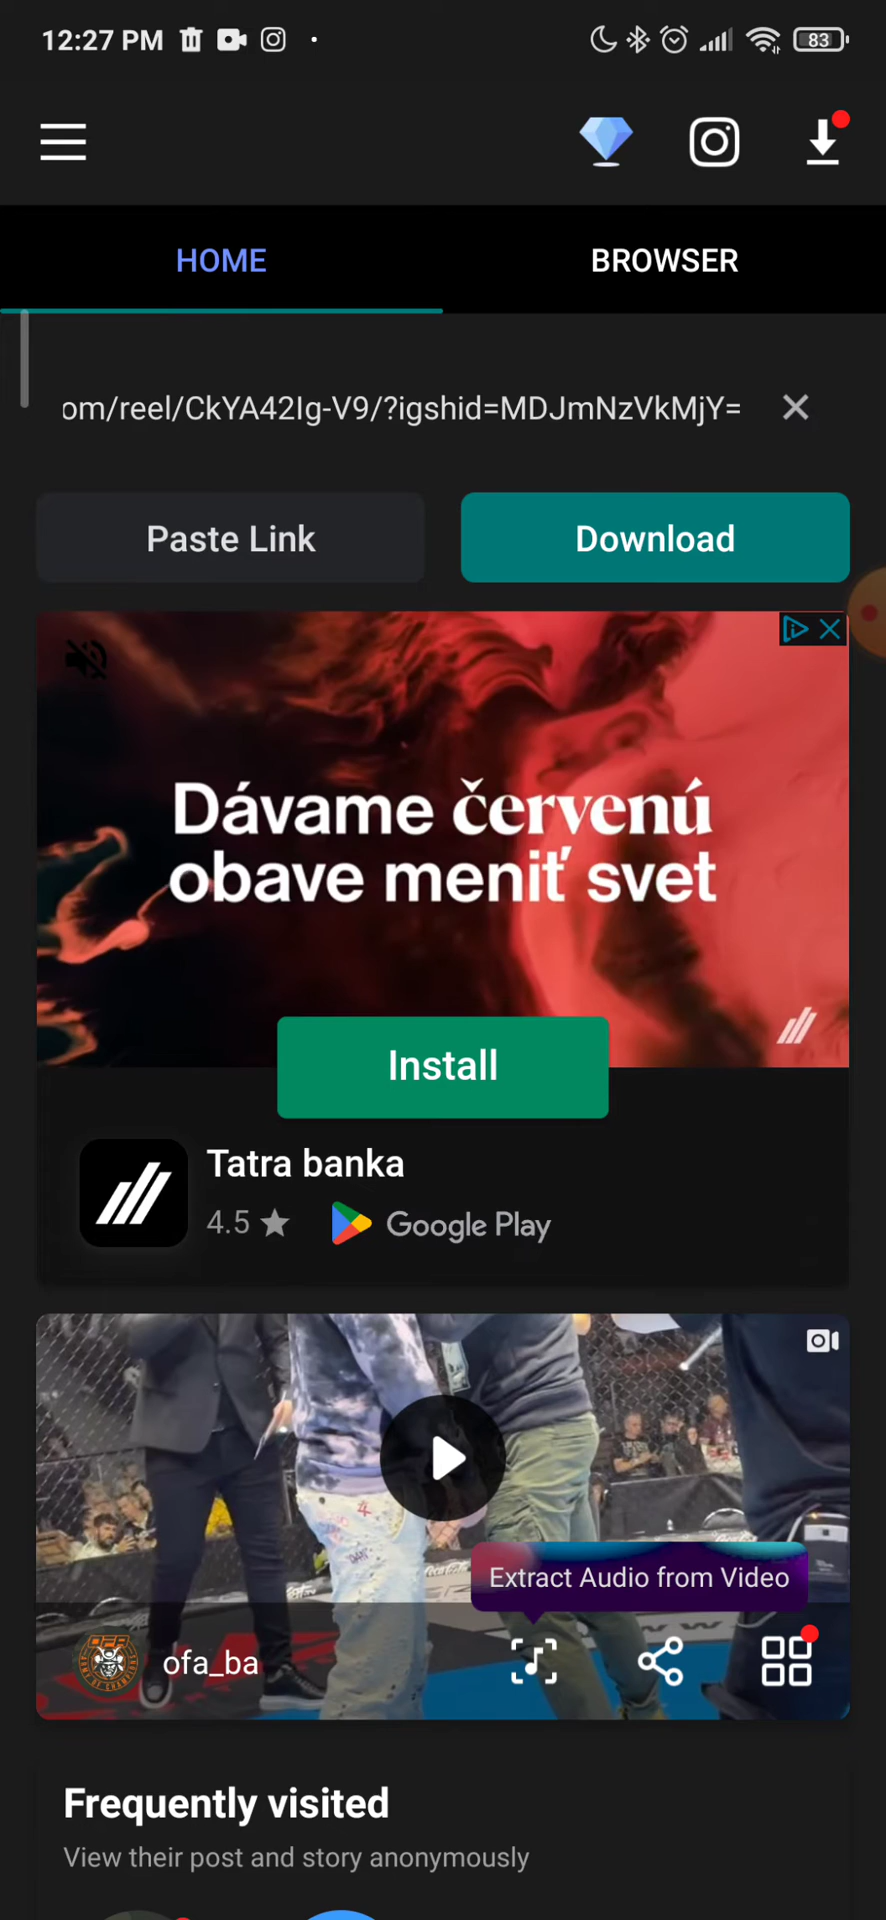 12:27 PM
83
HOME
BROWSER
om/reel/CkYA42Ig-V9/?igshid=MDJmNzVkMjY=
Paste Link
Download
Dávame červenú
obave meniť svet
Install
Tatra banka
4.5
Google Play
Extract Audio from Video
ofa_ba
Frequently visited
View their post and story anonymously